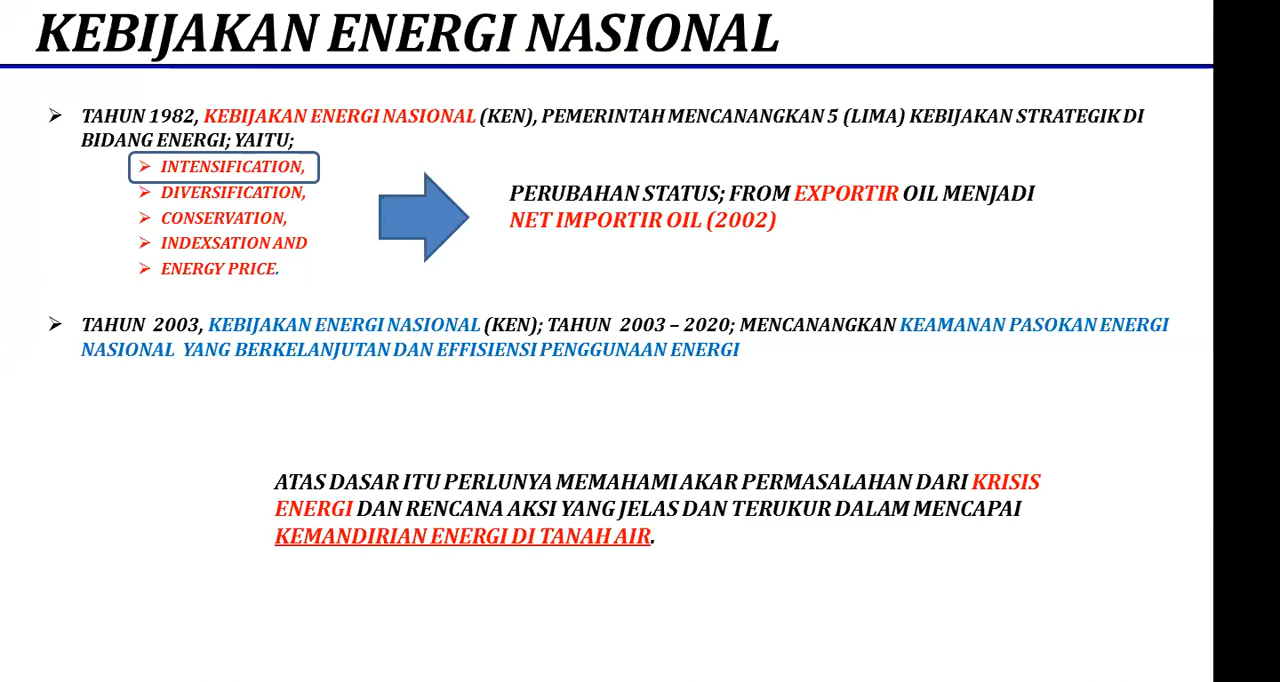 KEBIJAKAN ENERGI NASIONAL
TAHUN 1982, KEBIJAKAN ENERGI NASIONAL (KEN), PEMERINTAH MENCANANGKAN 5 (LIMA) KEBIJAKAN STRATEGIK DI
BIDANG ENERGI; YAITU;
INTENSIFICATION,
DIVERSIFICATION,
CONSERVATION,
INDEXSATION AND
ENERGY PRICE.
PERUBAHAN STATUS; FROM EXPORTIR OIL MENJADI
NET IMPORTIR OIL (2002)
TAHUN 2003, KEBIJAKAN ENERGI NASIONAL (KEN); TAHUN 2003 – 2020; MENCANANGKAN KEAMANAN PASOKAN ENERGI
NASIONAL YANG BERKELANJUTAN DAN EFFISIENSI PENGGUNAAN ENERGI
ATAS DASAR ITU PERLUNYA MEMAHAMI AKAR PERMASALAHAN DARI KRISIS
ENERGI DAN RENCANA AKSI YANG JELAS DAN TERUKUR DALAM MENCAPAI
KEMANDIRIAN ENERGI DI TANAH AIR.